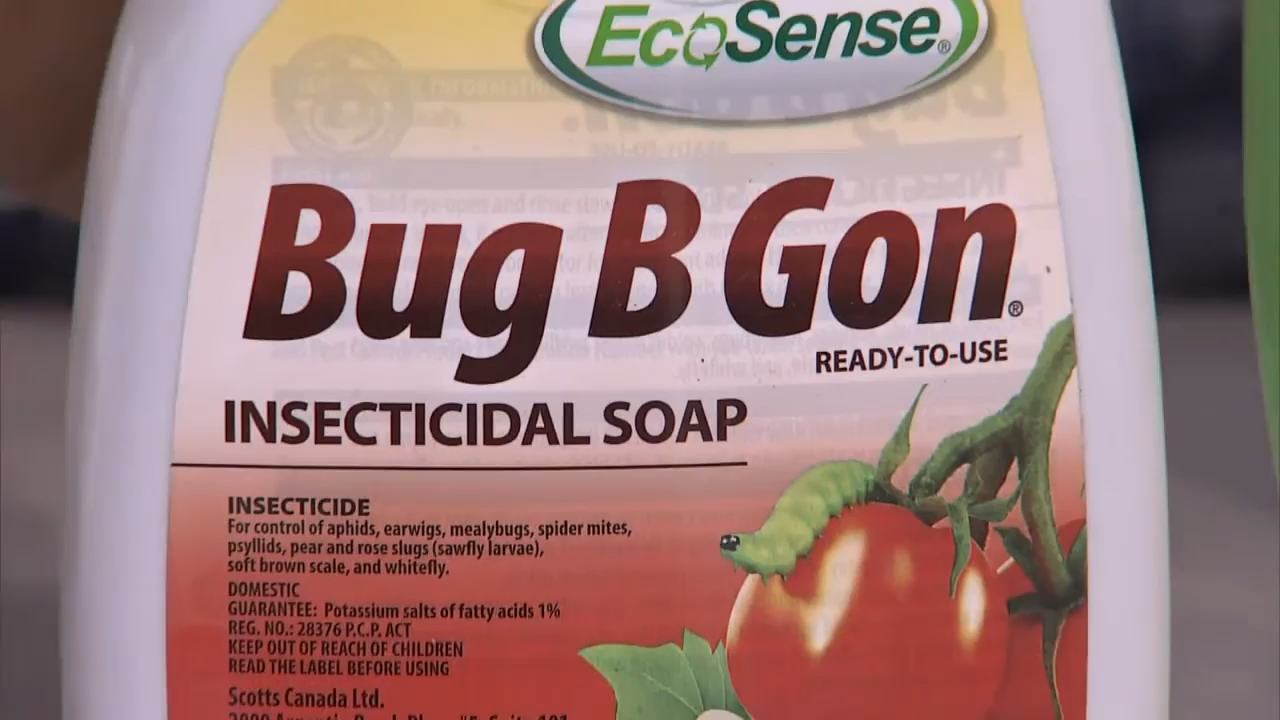 EcoSense®
Bug B Gon®
READY-TO-USE
INSECTICIDAL SOAP
INSECTICIDE
For control of aphids, earwigs, mealybugs, spider mites,
psyllids, pear and rose slugs (sawfly larvae),
soft brown scale, and whitefly.
DOMESTIC
GUARANTEE: Potassium salts of fatty acids 1%
REG. NO.: 28376 P.C.P. ACT
KEEP OUT OF REACH OF CHILDREN
READ THE LABEL BEFORE USING
Scotts Canada Ltd.